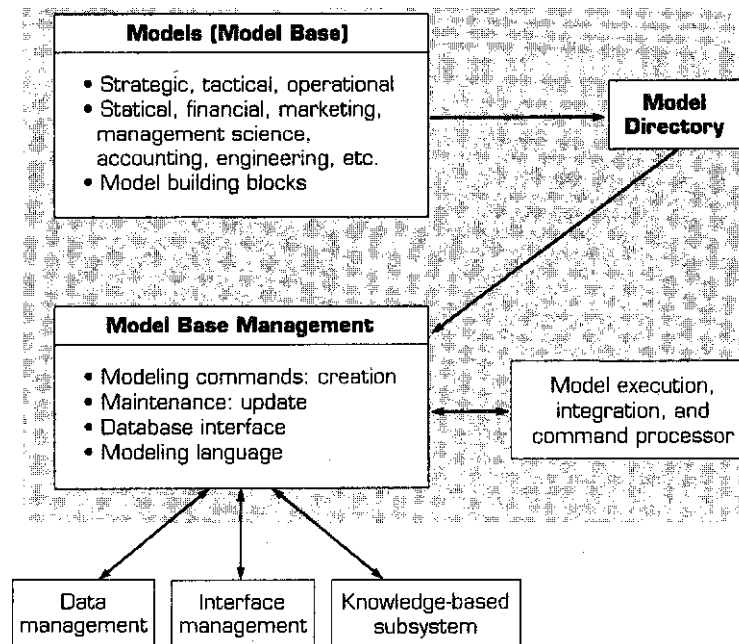 Models (Model Base)
• Strategic, tactical, operational
• Statical, financial, marketing,
management science,
accounting, engineering, etc.
• Model building blocks
Model
Directory
Model Base Management
• Modeling commands: creation
• Maintenance: update
• Database interface
• Modeling language
Model execution,
integration, and
command processor
Data
management
Interface
management
Knowledge-based
subsystem